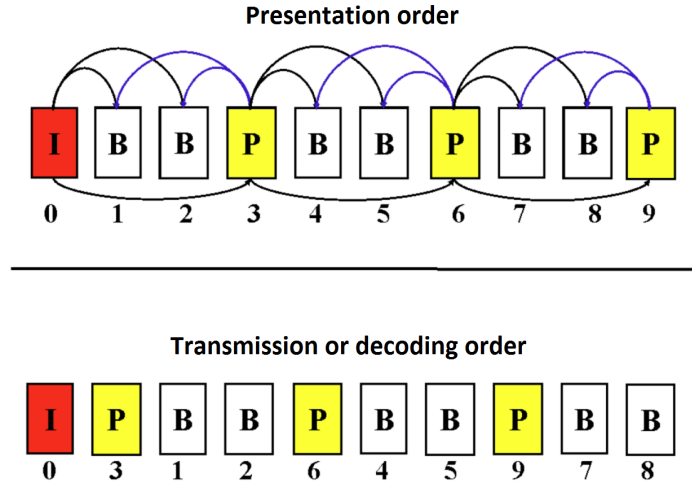 Presentation order
I B B P B B P B B P
0 1 2 3 4 5 6 7 8 9
Transmission or decoding order
I P B B P B B P B B
0 3 1 2 6 4 5 9 7 8